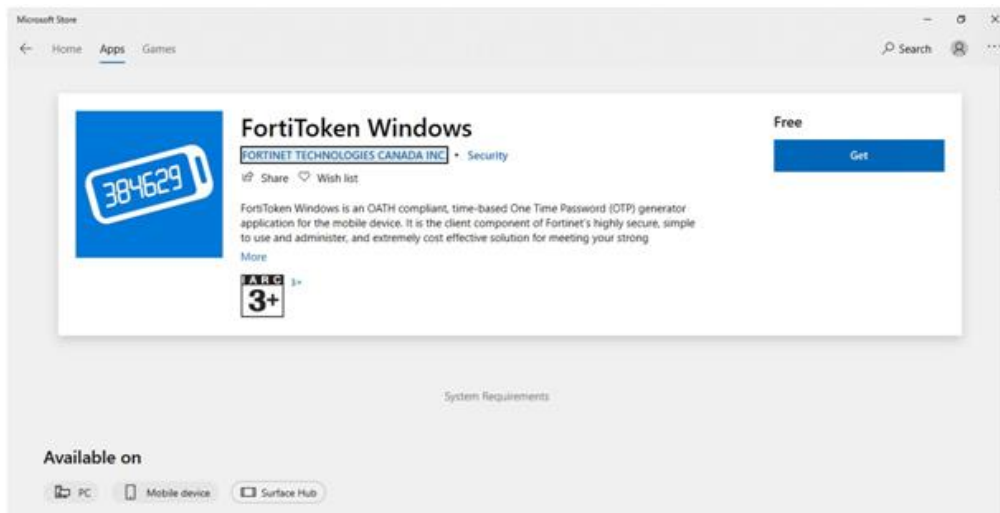 Microsoft Store
Home Apps Games
Search
FortiToken Windows
FORTINET TECHNOLOGIES CANADA INC. • Security
Share Wish list
FortiToken Windows is an OATH compliant, time-based One Time Password (OTP) generator
application for the mobile device. It is the client component of Fortinet's highly secure, simple
to use and administer, and extremely cost effective solution for meeting your strong
More
IARC
3+
3+
384629
Free
Get
System Requirements
Available on
PC Mobile device Surface Hub